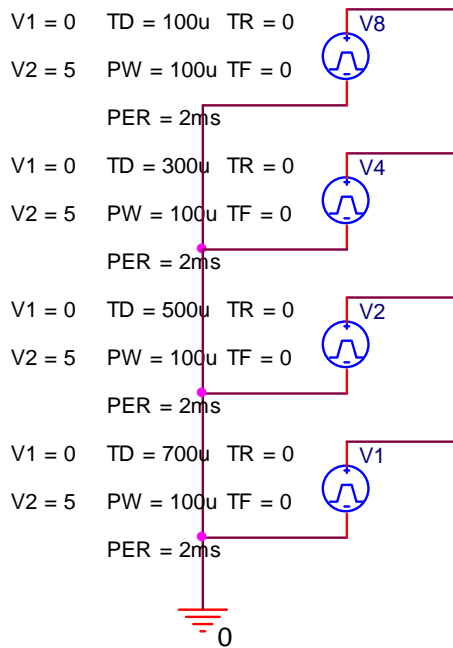 V1 = 0 TD = 100u TR = 0 V8
V2 = 5 PW = 100u TF = 0
PER = 2ms
V1 = 0 TD = 300u TR = 0 V4
V2 = 5 PW = 100u TF = 0
PER = 2ms
V1 = 0 TD = 500u TR = 0 V2
V2 = 5 PW = 100u TF = 0
PER = 2ms
V1 = 0 TD = 700u TR = 0 V1
V2 = 5 PW = 100u TF = 0
PER = 2ms
0